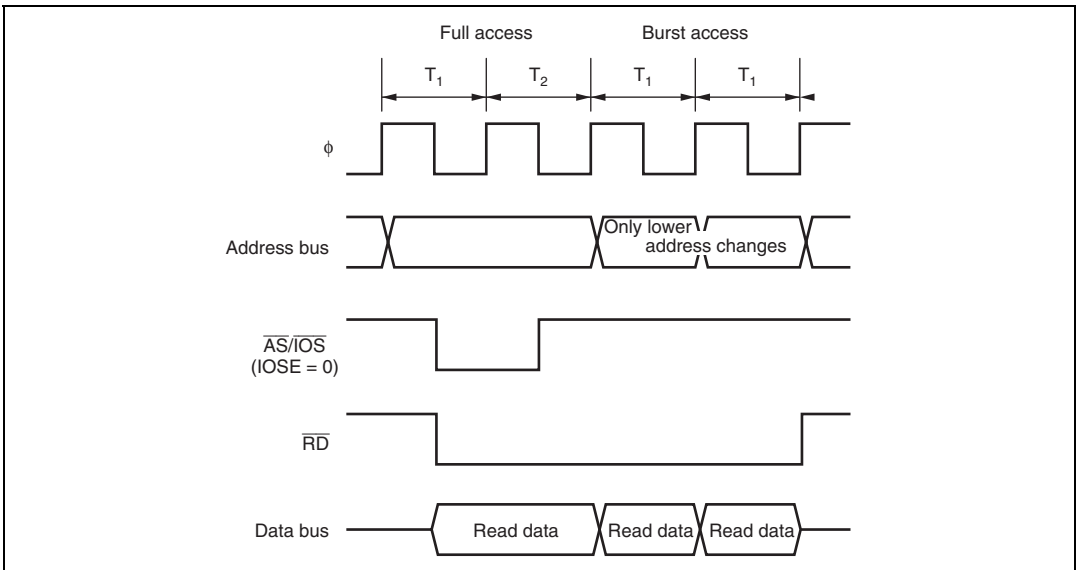 Full access Burst access
T1 T2 T1 T1
φ
Address bus
Only lower
address changes
AS/IOS
(IOSE = 0)
RD
Data bus
Read data Read data Read data